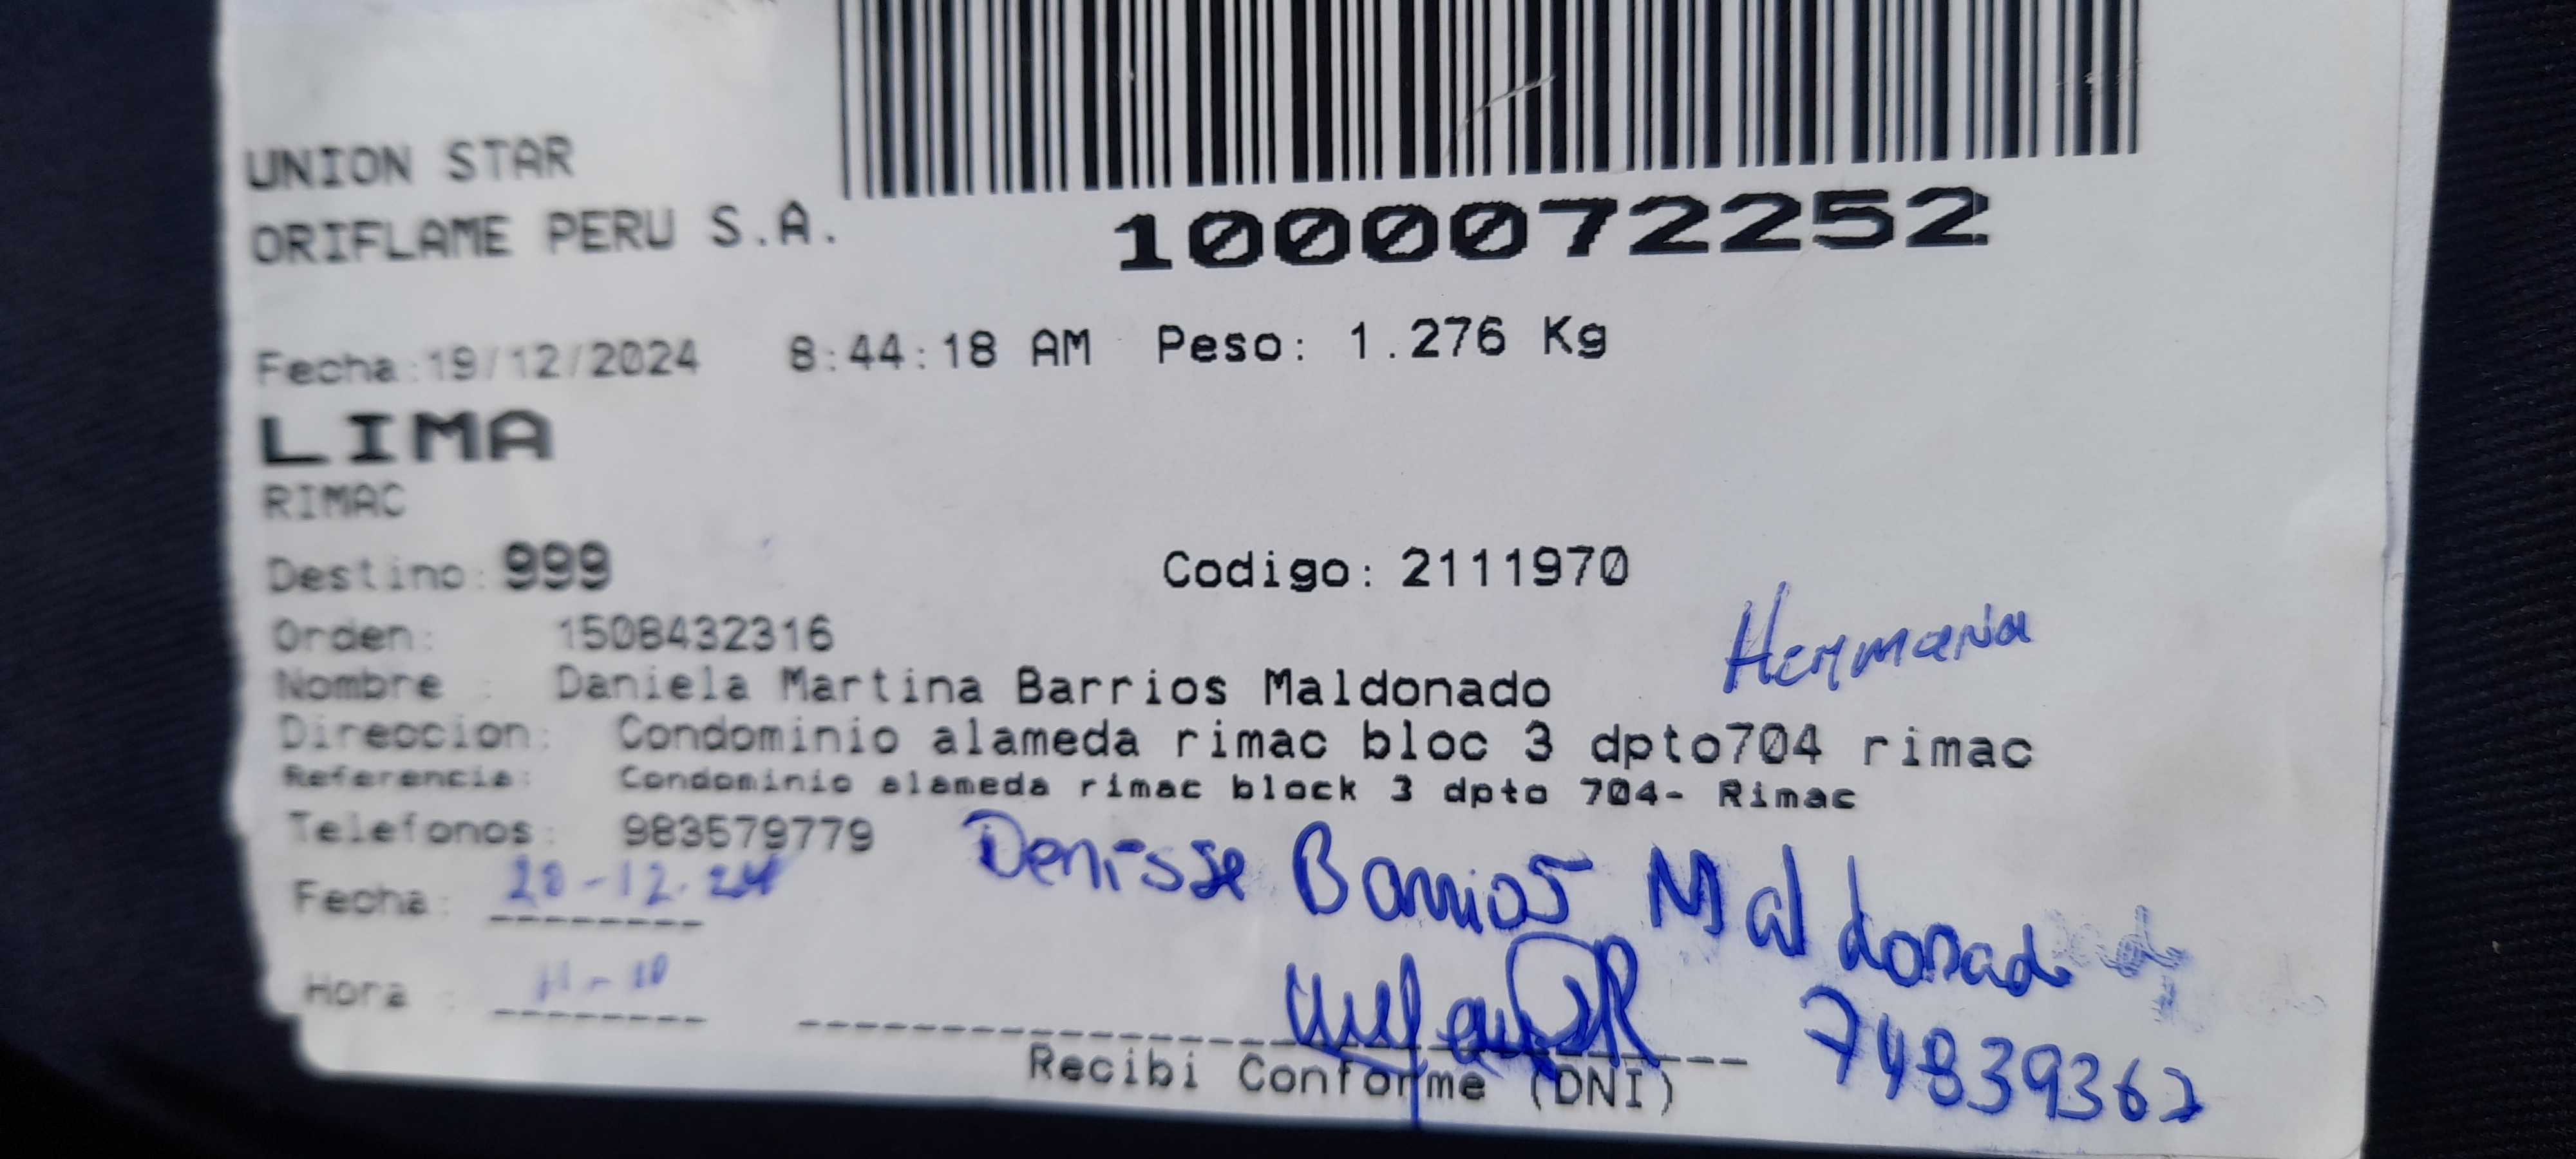 UNION STAR
ORIFLAME PERU S.A.
1000072252
Fecha:19/12/2024 8:44:18 AM Peso: 1.276 Kg
LIMA
RIMAC
Destino: 999 Codigo: 2111970
Orden: 1508432316
Hermana
Nombre : Daniela Martina Barrios Maldonado
Direccion: Condominio alameda rimac bloc 3 dpto704 rimac
Referencia: Condominio alameda rimac block 3 dpto 704- Rimac
Telefonos: 983579779
Denisse Barrios Maldonado
Fecha: 20-12-24
Hora : 11-10
74839362
Recibi Conforme (DNI)